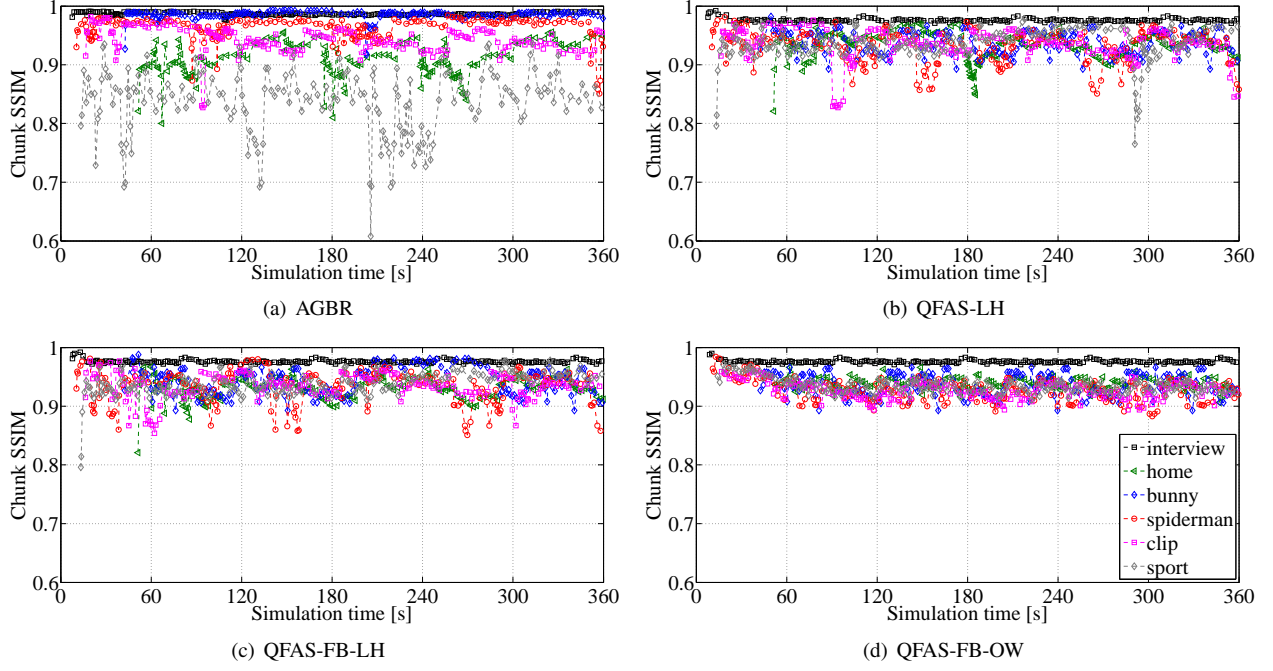 1
0.9
0.8
0.7
0.6
Chunk SSIM
0 60 120 180 240 300 360
Simulation time [s]
(a) AGBR
1
0.9
0.8
0.7
0.6
Chunk SSIM
0 60 120 180 240 300 360
Simulation time [s]
(b) QFAS-LH
1
0.9
0.8
0.7
0.6
Chunk SSIM
0 60 120 180 240 300 360
Simulation time [s]
(c) QFAS-FB-LH
1
0.9
0.8
0.7
0.6
Chunk SSIM
0 60 120 180 240 300 360
Simulation time [s]
interview
home
bunny
spiderman
clip
sport
(d) QFAS-FB-OW